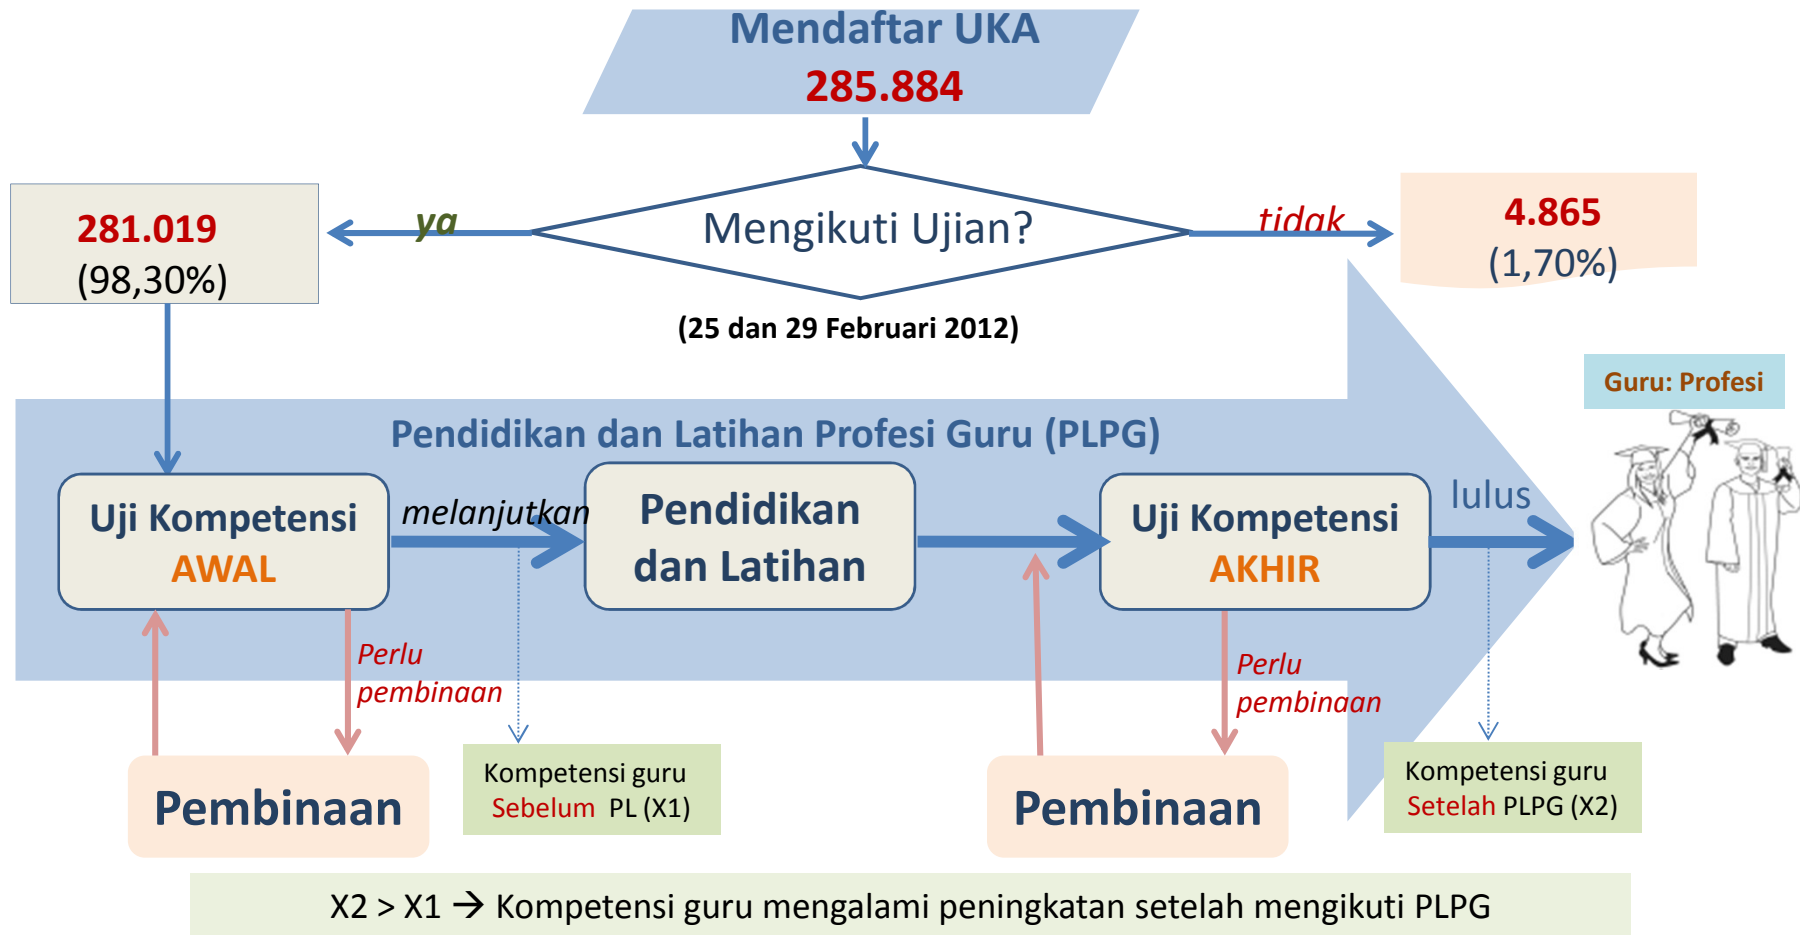 Mendaftar UKA
285.884
Mengikuti Ujian?
ya
tidak
281.019
(98,30%)
4.865
(1,70%)
(25 dan 29 Februari 2012)
Guru: Profesi
Pendidikan dan Latihan Profesi Guru (PLPG)
Uji Kompetensi
AWAL
melanjutkan
Pendidikan
dan Latihan
Uji Kompetensi
AKHIR
lulus
Perlu
pembinaan
Perlu
pembinaan
Pembinaan
Kompetensi guru
Sebelum PL (X1)
Pembinaan
Kompetensi guru
Setelah PLPG (X2)
X2 > X1 → Kompetensi guru mengalami peningkatan setelah mengikuti PLPG